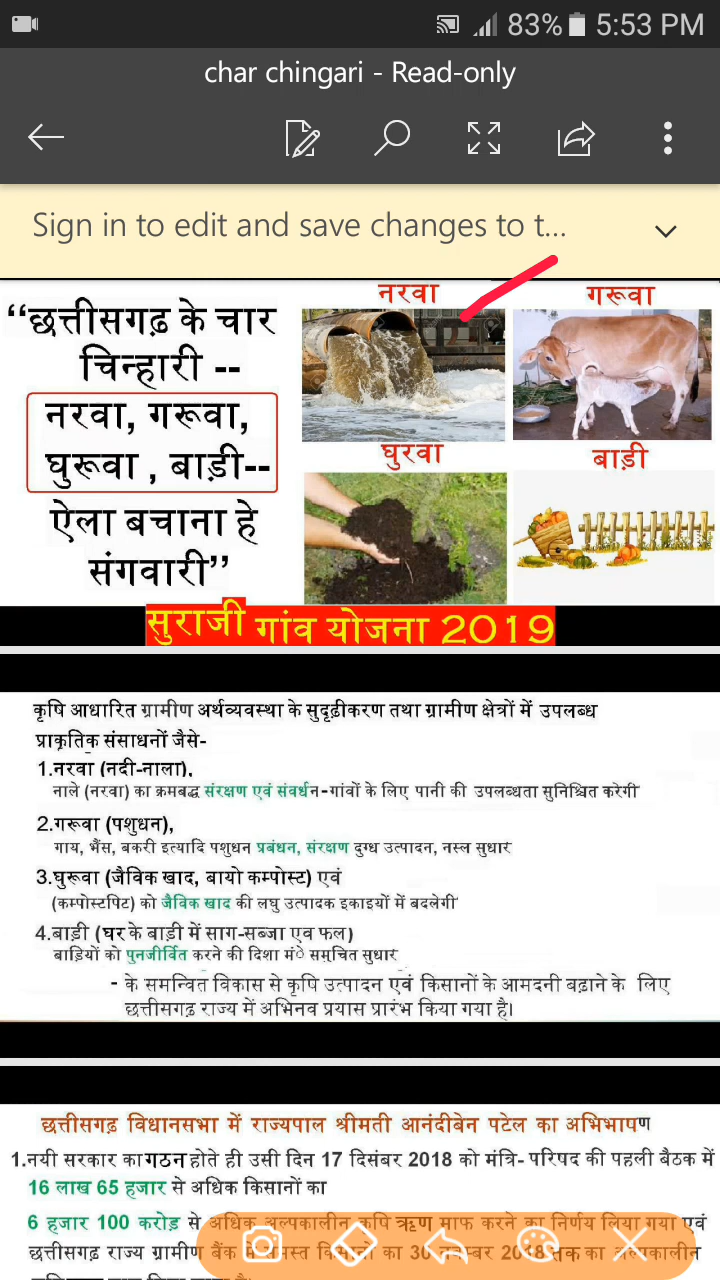 83% 5:53 PM
char chingari - Read-only
Sign in to edit and save changes to t...
“छत्तीसगढ़ के चार
चिन्हारी --
नरवा, गरूवा,
घुरूवा , बाड़ी--
ऐला बचाना हे
संगवारी”
नरवा
गरूवा
घुरवा
बाड़ी
सुराजी गांव योजना 2019
कृषि आधारित ग्रामीण अर्थव्यवस्था के सुदृढ़ीकरण तथा ग्रामीण क्षेत्रों में उपलब्ध
प्राकृतिक संसाधनों जैसे-
1.नरवा (नदी-नाला),
नाले (नरवा) का क्रमबद्ध संरक्षण एवं संवर्धन-गांवों के लिए पानी की उपलब्धता सुनिश्चित करेगी
2.गरूवा (पशुधन),
गाय, भैंस, बकरी इत्यादि पशुधन प्रबंधन, संरक्षण दुग्ध उत्पादन, नस्ल सुधार
3.घुरूवा (जैविक खाद, बायो कम्पोस्ट) एवं
(कम्पोस्टपिट) को जैविक खाद की लघु उत्पादक इकाइयों में बदलेगी
4.बाड़ी (घर के बाड़ी में साग-सब्जा एव फल)
बाड़ियों को पुनर्जीवित करने की दिशा मंे समुचित सुधार
- के समन्वित विकास से कृषि उत्पादन एवं किसानों के आमदनी बढ़ाने के लिए
छत्तीसगढ़ राज्य में अभिनव प्रयास प्रारंभ किया गया है।
छत्तीसगढ़ विधानसभा में राज्यपाल श्रीमती आनंदीबेन पटेल का अभिभाषण
1.नयी सरकार का गठन होते ही उसी दिन 17 दिसंबर 2018 को मंत्रि- परिषद की पहली बैठक में
16 लाख 65 हजार से अधिक किसानों का
6 हजार 100 करोड़ से अधिक अल्पकालीन कृषि ऋण माफ करने का निर्णय लिया गया एवं
छत्तीसगढ़ राज्य ग्रामीण बैंक किसानों का 30 2018 तक का अल्पकालीन